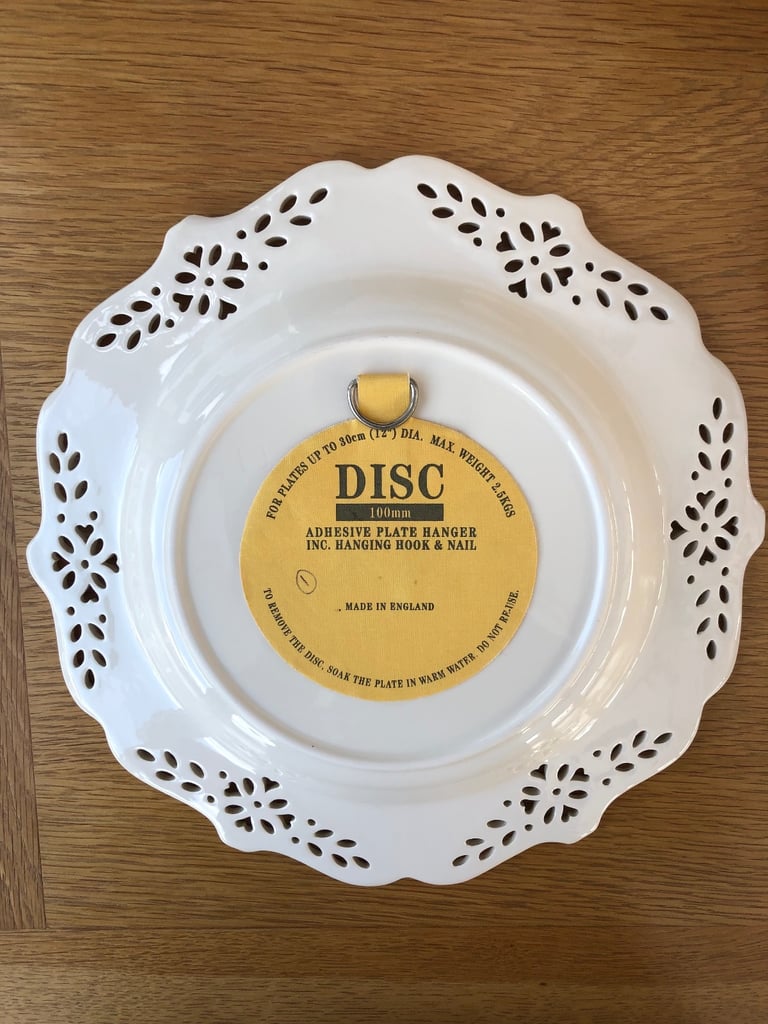 FOR PLATES UP TO 30cm (12") DIA. MAX. WEIGHT 2.5KGS
DISC
100mm
ADHESIVE PLATE HANGER
INC. HANGING HOOK & NAIL
MADE IN ENGLAND
TO REMOVE THE DISC, SOAK THE PLATE IN WARM WATER. DO NOT RE-USE.